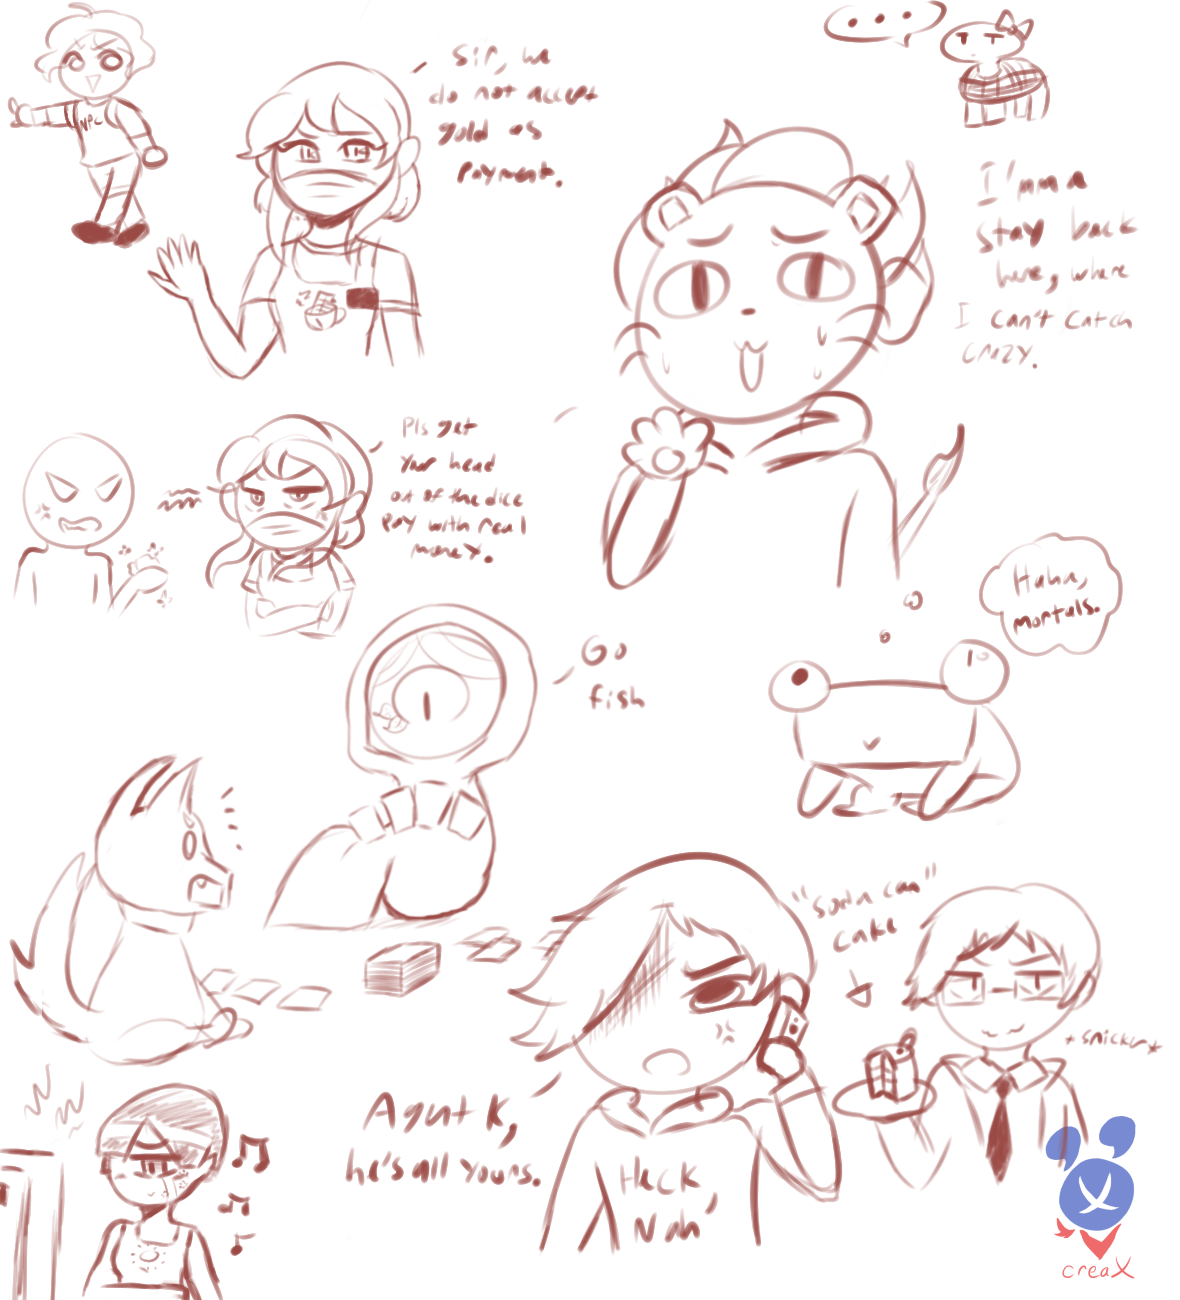 NPC
Sir, we
do not accept
gold as
payment.
...
I'mma
stay back
here, where
I can't catch
crazy.
Pls get
your head
out of the dice
pay with real
money.
Haha,
mortals.
Go
fish
"soda can"
cake
*snicker*
Agent K,
he's all yours.
Heck
Nah
creaX